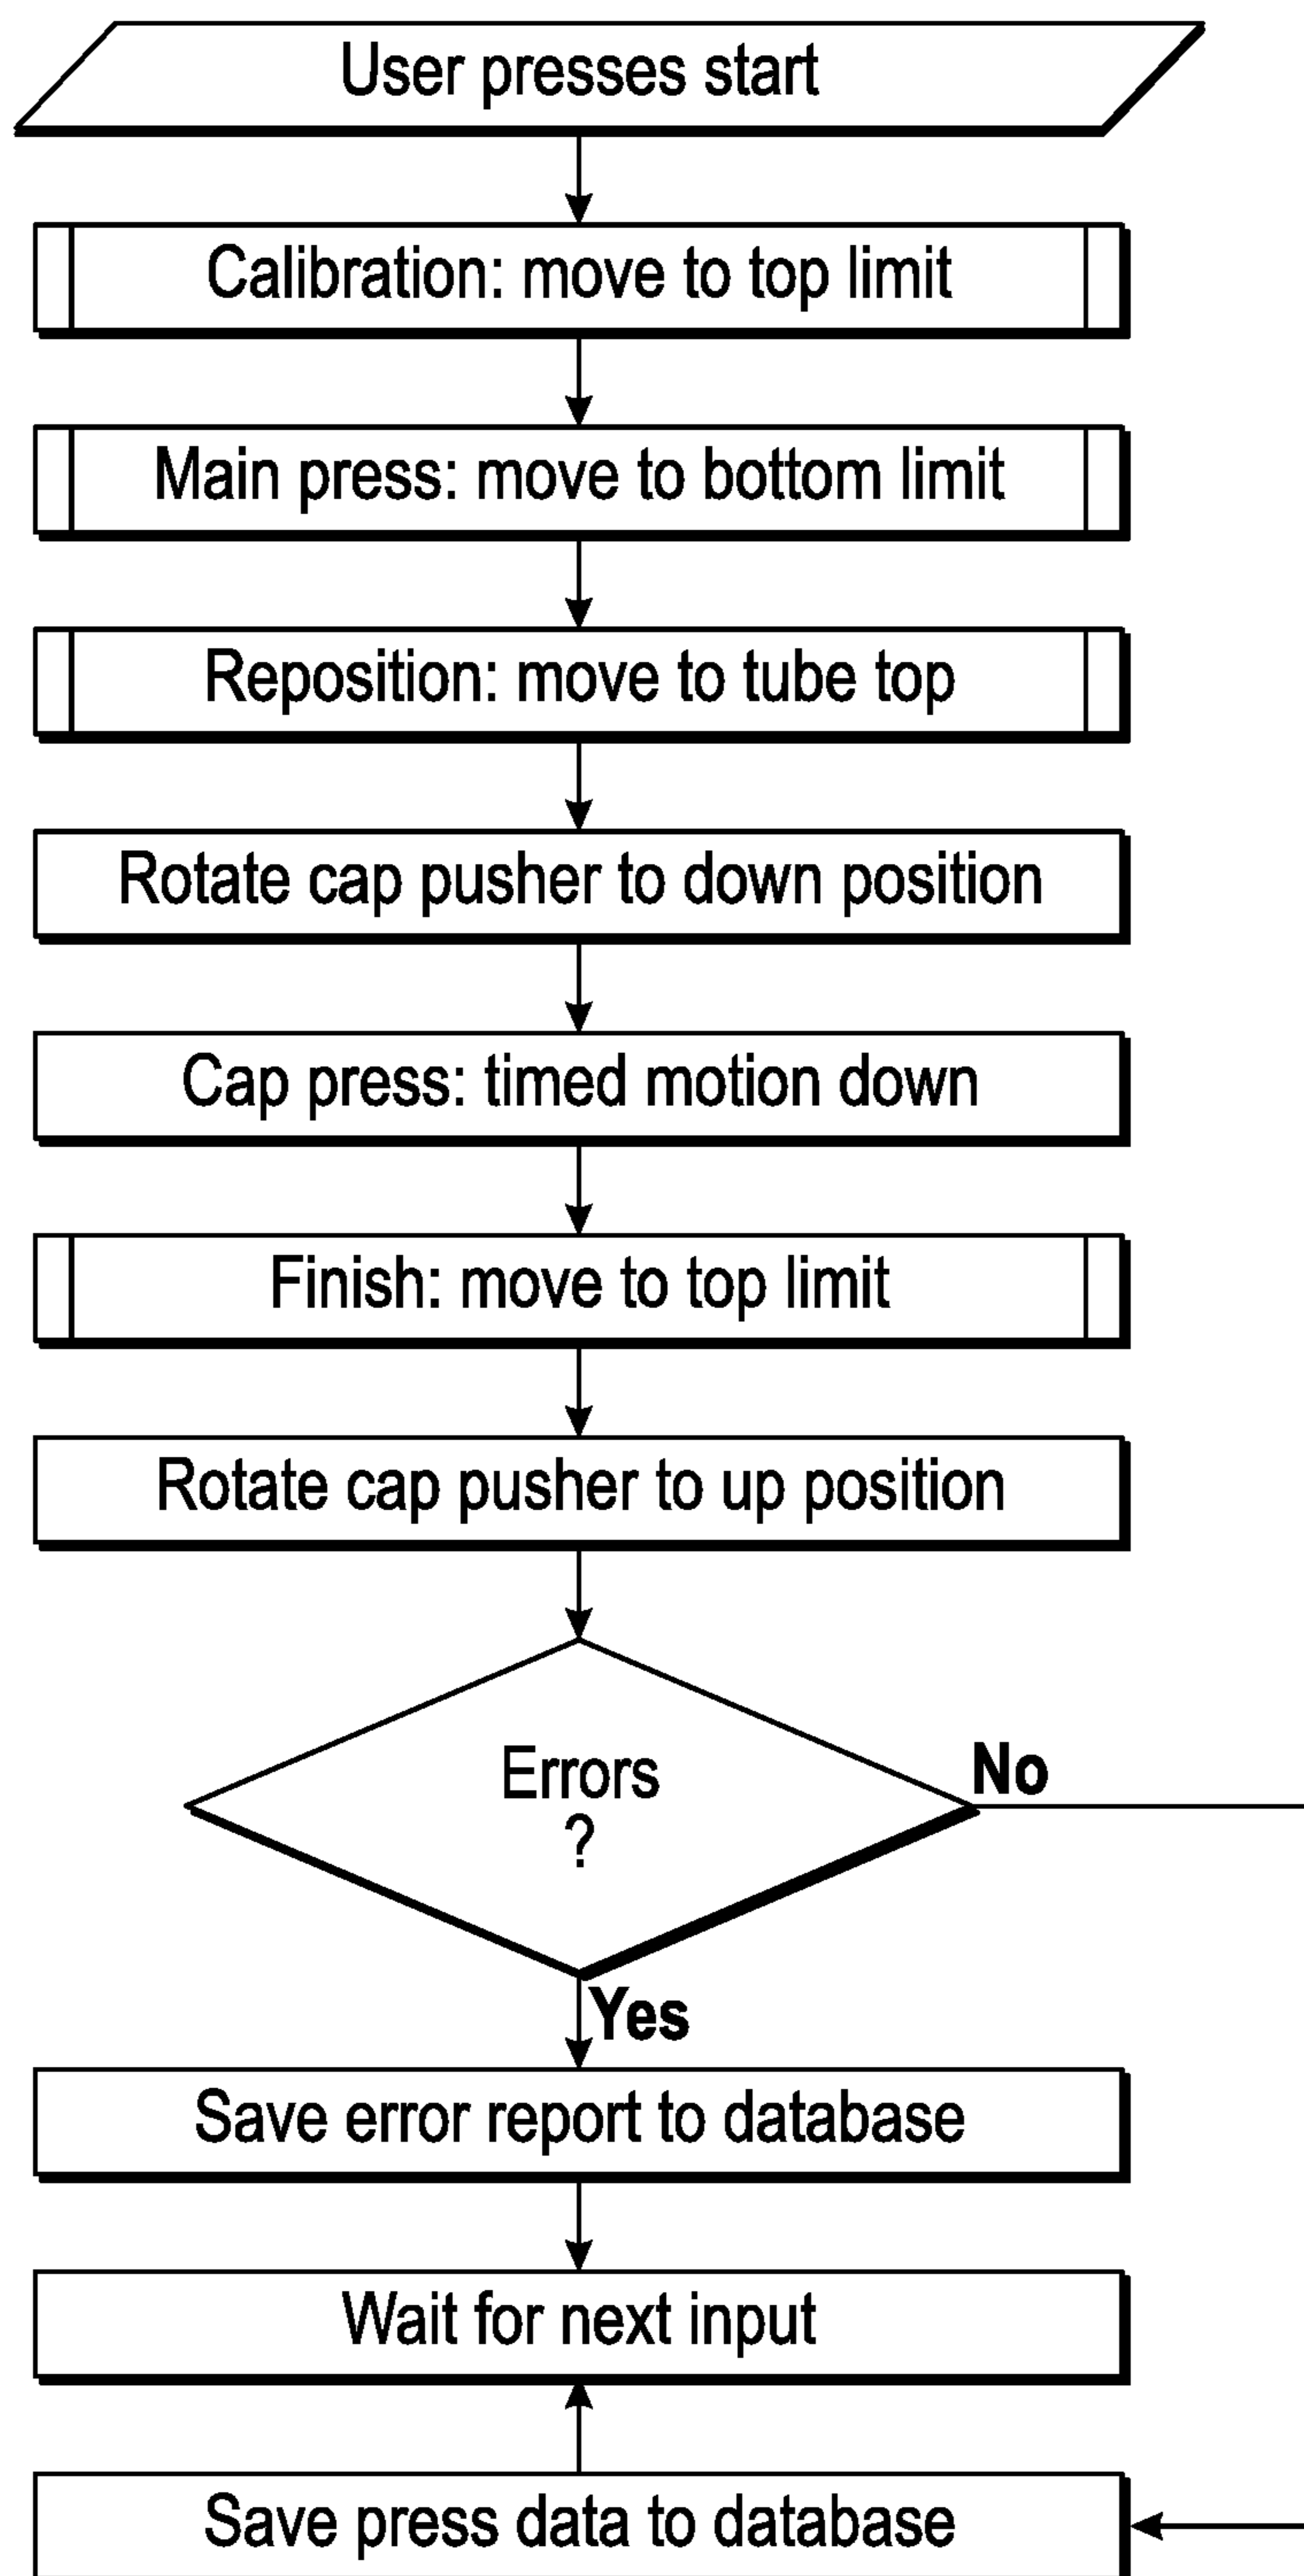 User presses start
Calibration: move to top limit
Main press: move to bottom limit
Reposition: move to tube top
Rotate cap pusher to down position
Cap press: timed motion down
Finish: move to top limit
Rotate cap pusher to up position
Errors
?
No
Yes
Save error report to database
Wait for next input
Save press data to database